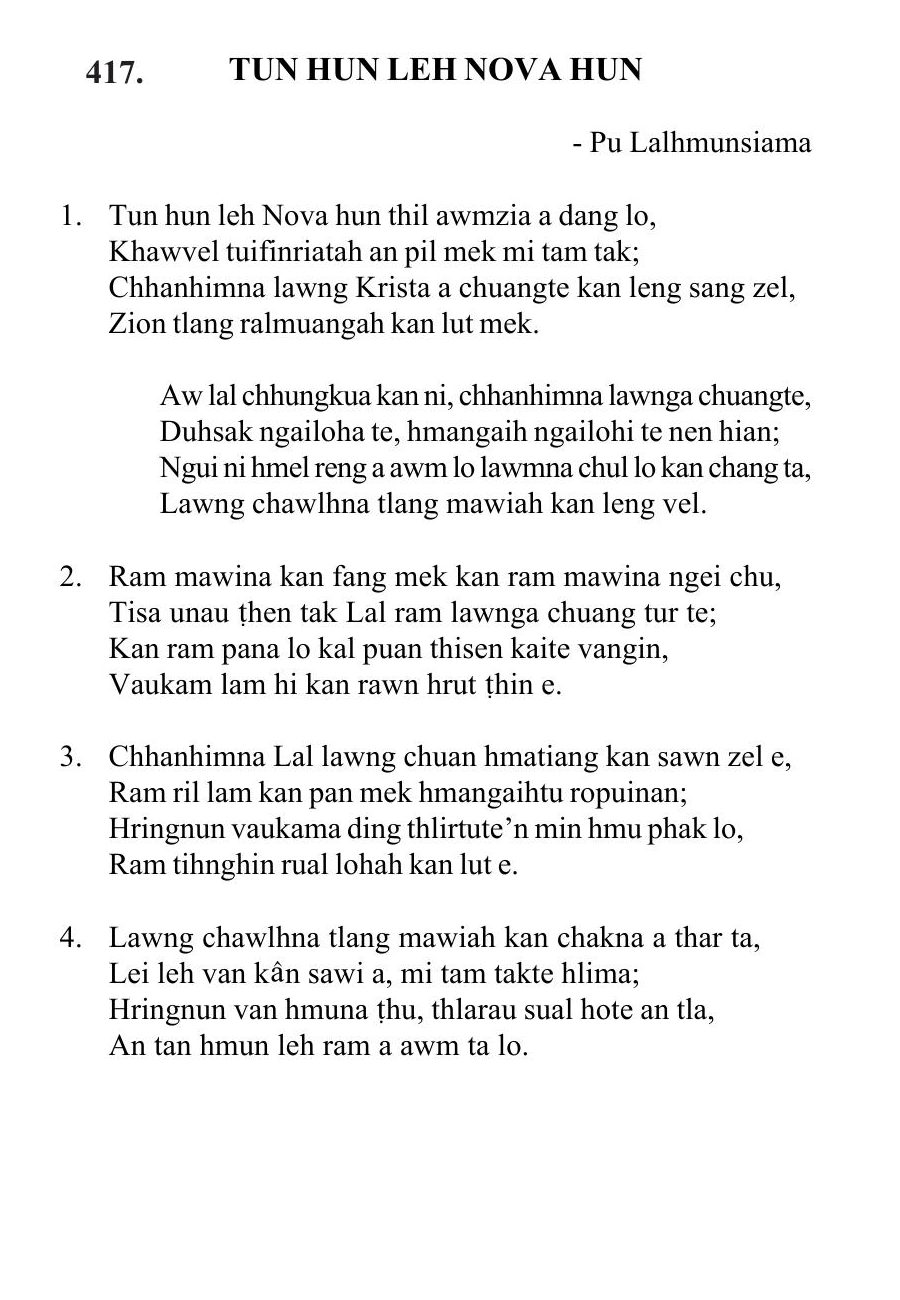 417. TUN HUN LEH NOVA HUN
- Pu Lalhmunsiama
1. Tun hun leh Nova hun thil awmzia a dang lo,
Khawvel tuifinriatah an pil mek mi tam tak;
Chhanhimna lawng Krista a chuangte kan leng sang zel,
Zion tlang ralmuangah kan lut mek.
Aw lal chhungkua kan ni, chhanhimna lawnga chuangte,
Duhsak ngailoha te, hmangaih ngailohi te nen hian;
Ngui ni hmel reng a awm lo lawmna chul lo kan chang ta,
Lawng chawlhna tlang mawiah kan leng vel.
2. Ram mawina kan fang mek kan ram mawina ngei chu,
Tisa unau ṭhen tak Lal ram lawnga chuang tur te;
Kan ram pana lo kal puan thisen kaite vangin,
Vaukam lam hi kan rawn hrut ṭhin e.
3. Chhanhimna Lal lawng chuan hmatiang kan sawn zel e,
Ram ril lam kan pan mek hmangaihtu ropuinan;
Hringnun vaukama ding thlirtute’n min hmu phak lo,
Ram tihnghin rual lohah kan lut e.
4. Lawng chawlhna tlang mawiah kan chakna a thar ta,
Lei leh van kân sawi a, mi tam takte hlima;
Hringnun van hmuna ṭhu, thlarau sual hote an tla,
An tan hmun leh ram a awm ta lo.